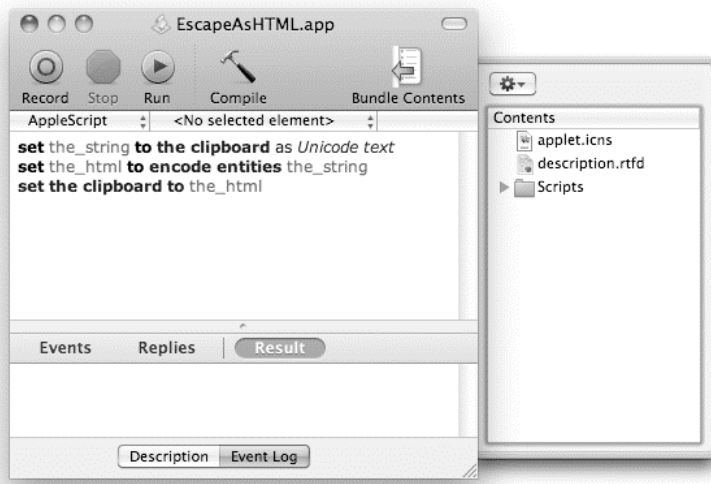 EscapeAsHTML.app
Record Stop Run Compile Bundle Contents
AppleScript <No selected element>
set the_string to the clipboard as Unicode text
set the_html to encode entities the_string
set the clipboard to the_html
Events Replies Result
Description Event Log
Contents
applet.icns
description.rtfd
Scripts